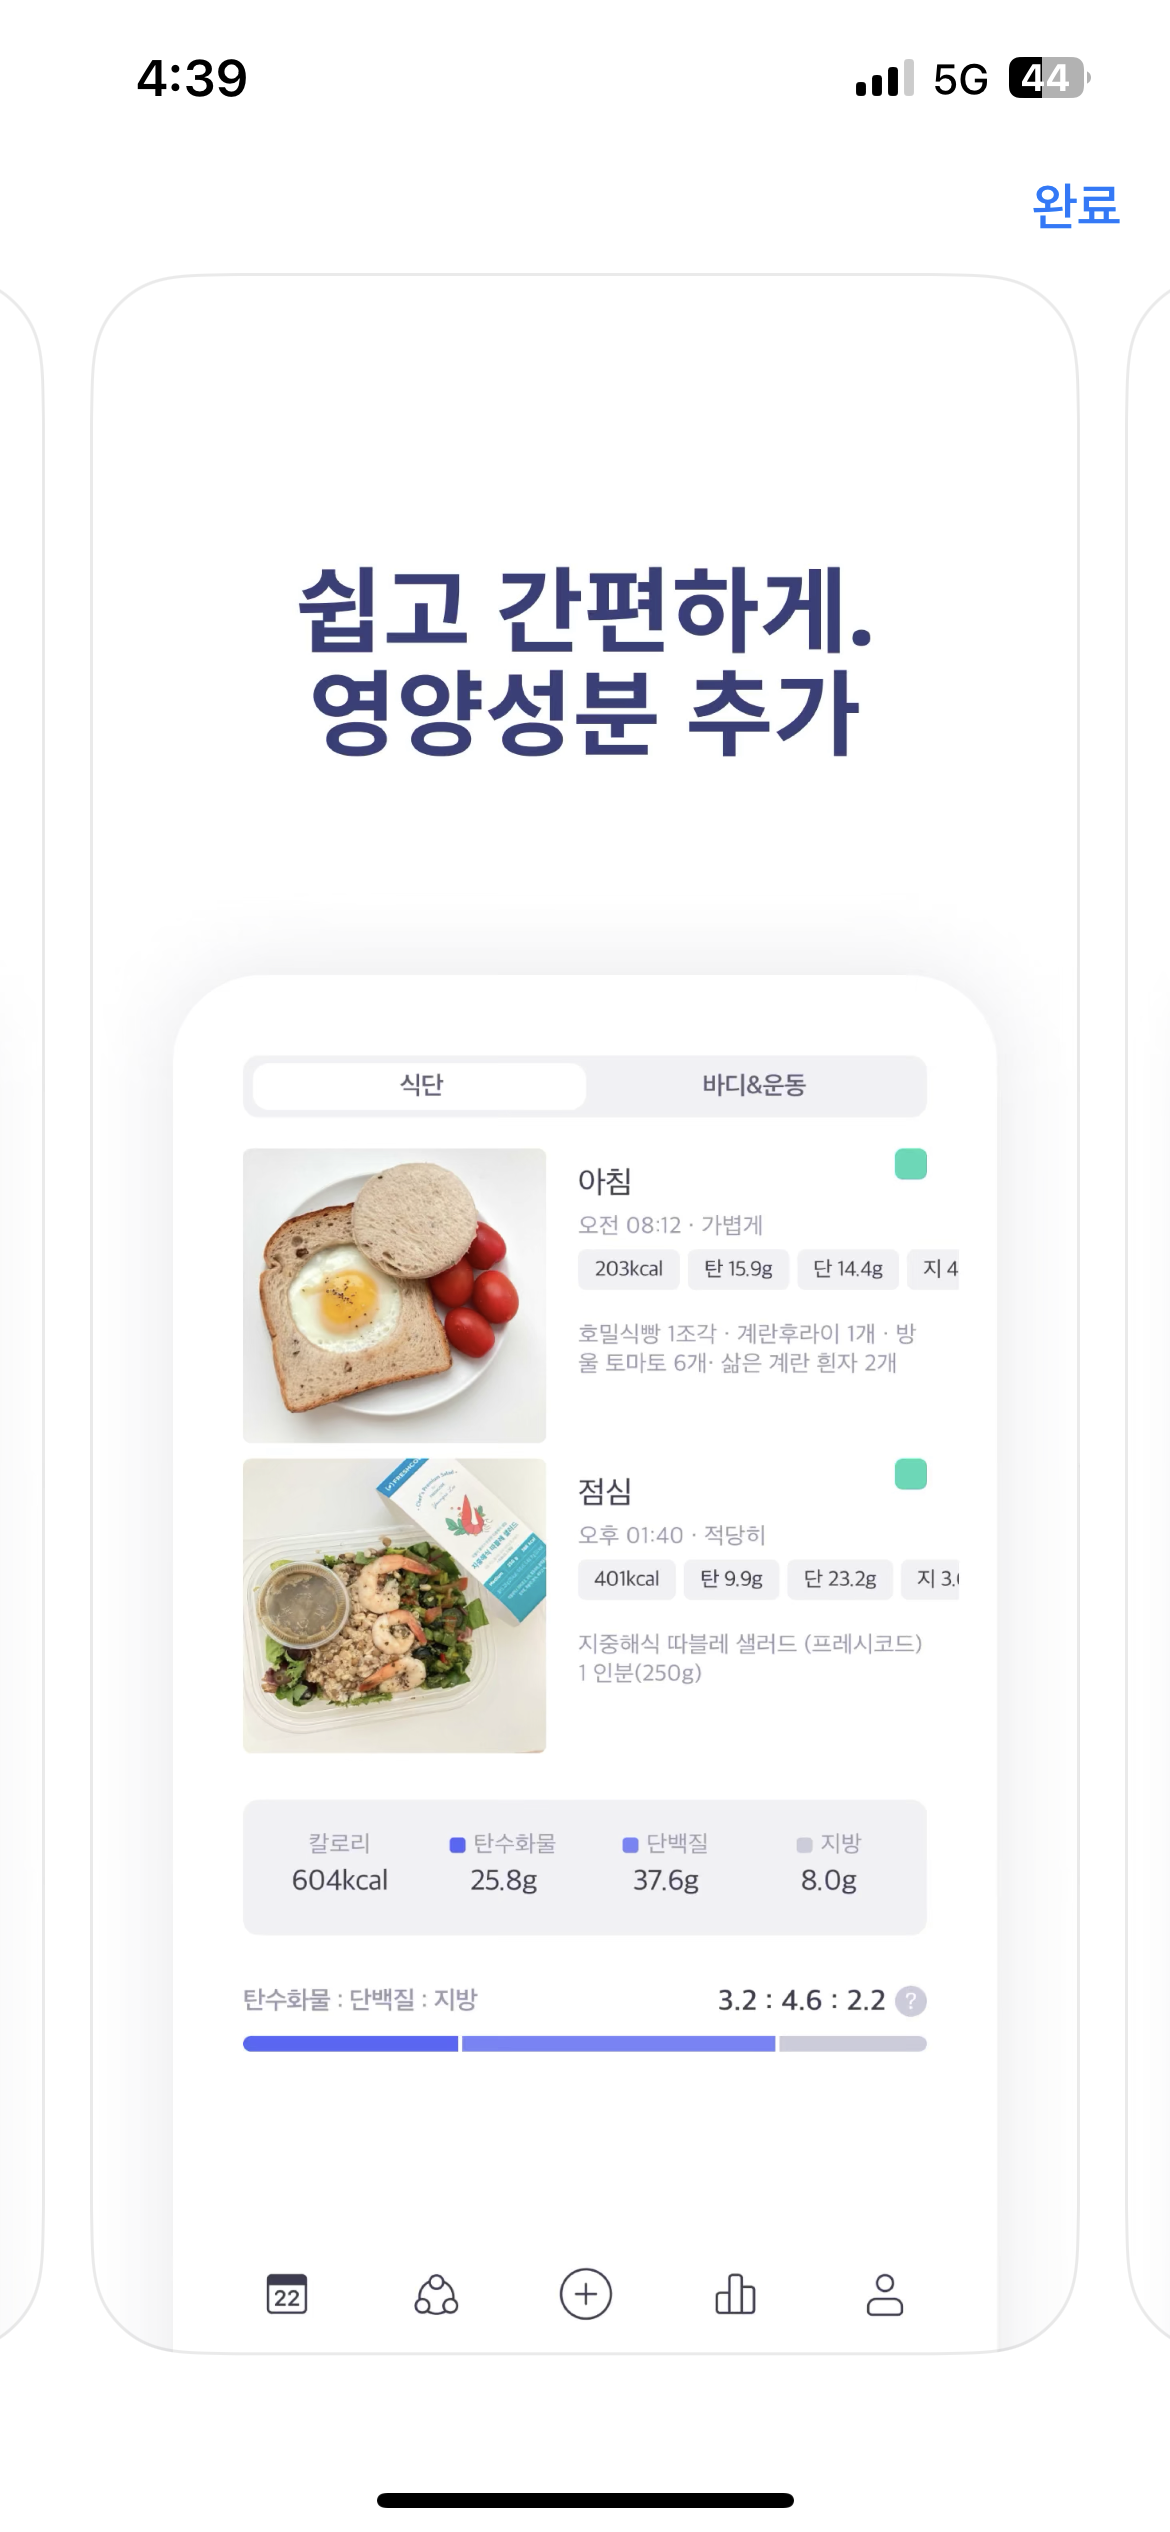 4:39
5G 44
완료
쉽고 간편하게.
영양성분 추가
식단 바디&운동
아침
오전 08:12 · 가볍게
203kcal 탄 15.9g 단 14.4g 지 4
호밀식빵 1조각 · 계란후라이 1개 · 방
울 토마토 6개· 삶은 계란 흰자 2개
점심
오후 01:40 · 적당히
401kcal 탄 9.9g 단 23.2g 지 3.
지중해식 따블레 샐러드 (프레시코드)
1 인분(250g)
칼로리 탄수화물 단백질 지방
604kcal 25.8g 37.6g 8.0g
탄수화물 : 단백질 : 지방 3.2 : 4.6 : 2.2 ?
22